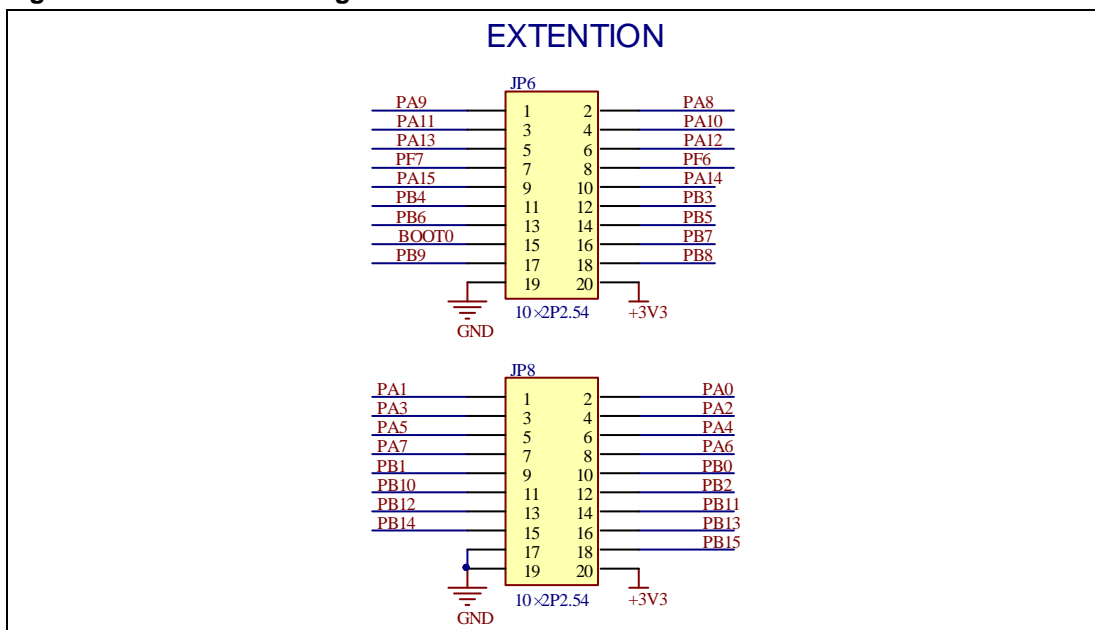 EXTENTION
JP6
PA9 1 2 PA8
PA11 3 4 PA10
PA13 5 6 PA12
PF7 7 8 PF6
PA15 9 10 PA14
PB4 11 12 PB3
PB6 13 14 PB5
BOOT0 15 16 PB7
PB9 17 18 PB8
19 20
10×2P2.54 +3V3
GND
JP8
PA1 1 2 PA0
PA3 3 4 PA2
PA5 5 6 PA4
PA7 7 8 PA6
PB1 9 10 PB0
PB10 11 12 PB2
PB12 13 14 PB11
PB14 15 16 PB13
17 18 PB15
19 20
10×2P2.54 +3V3
GND